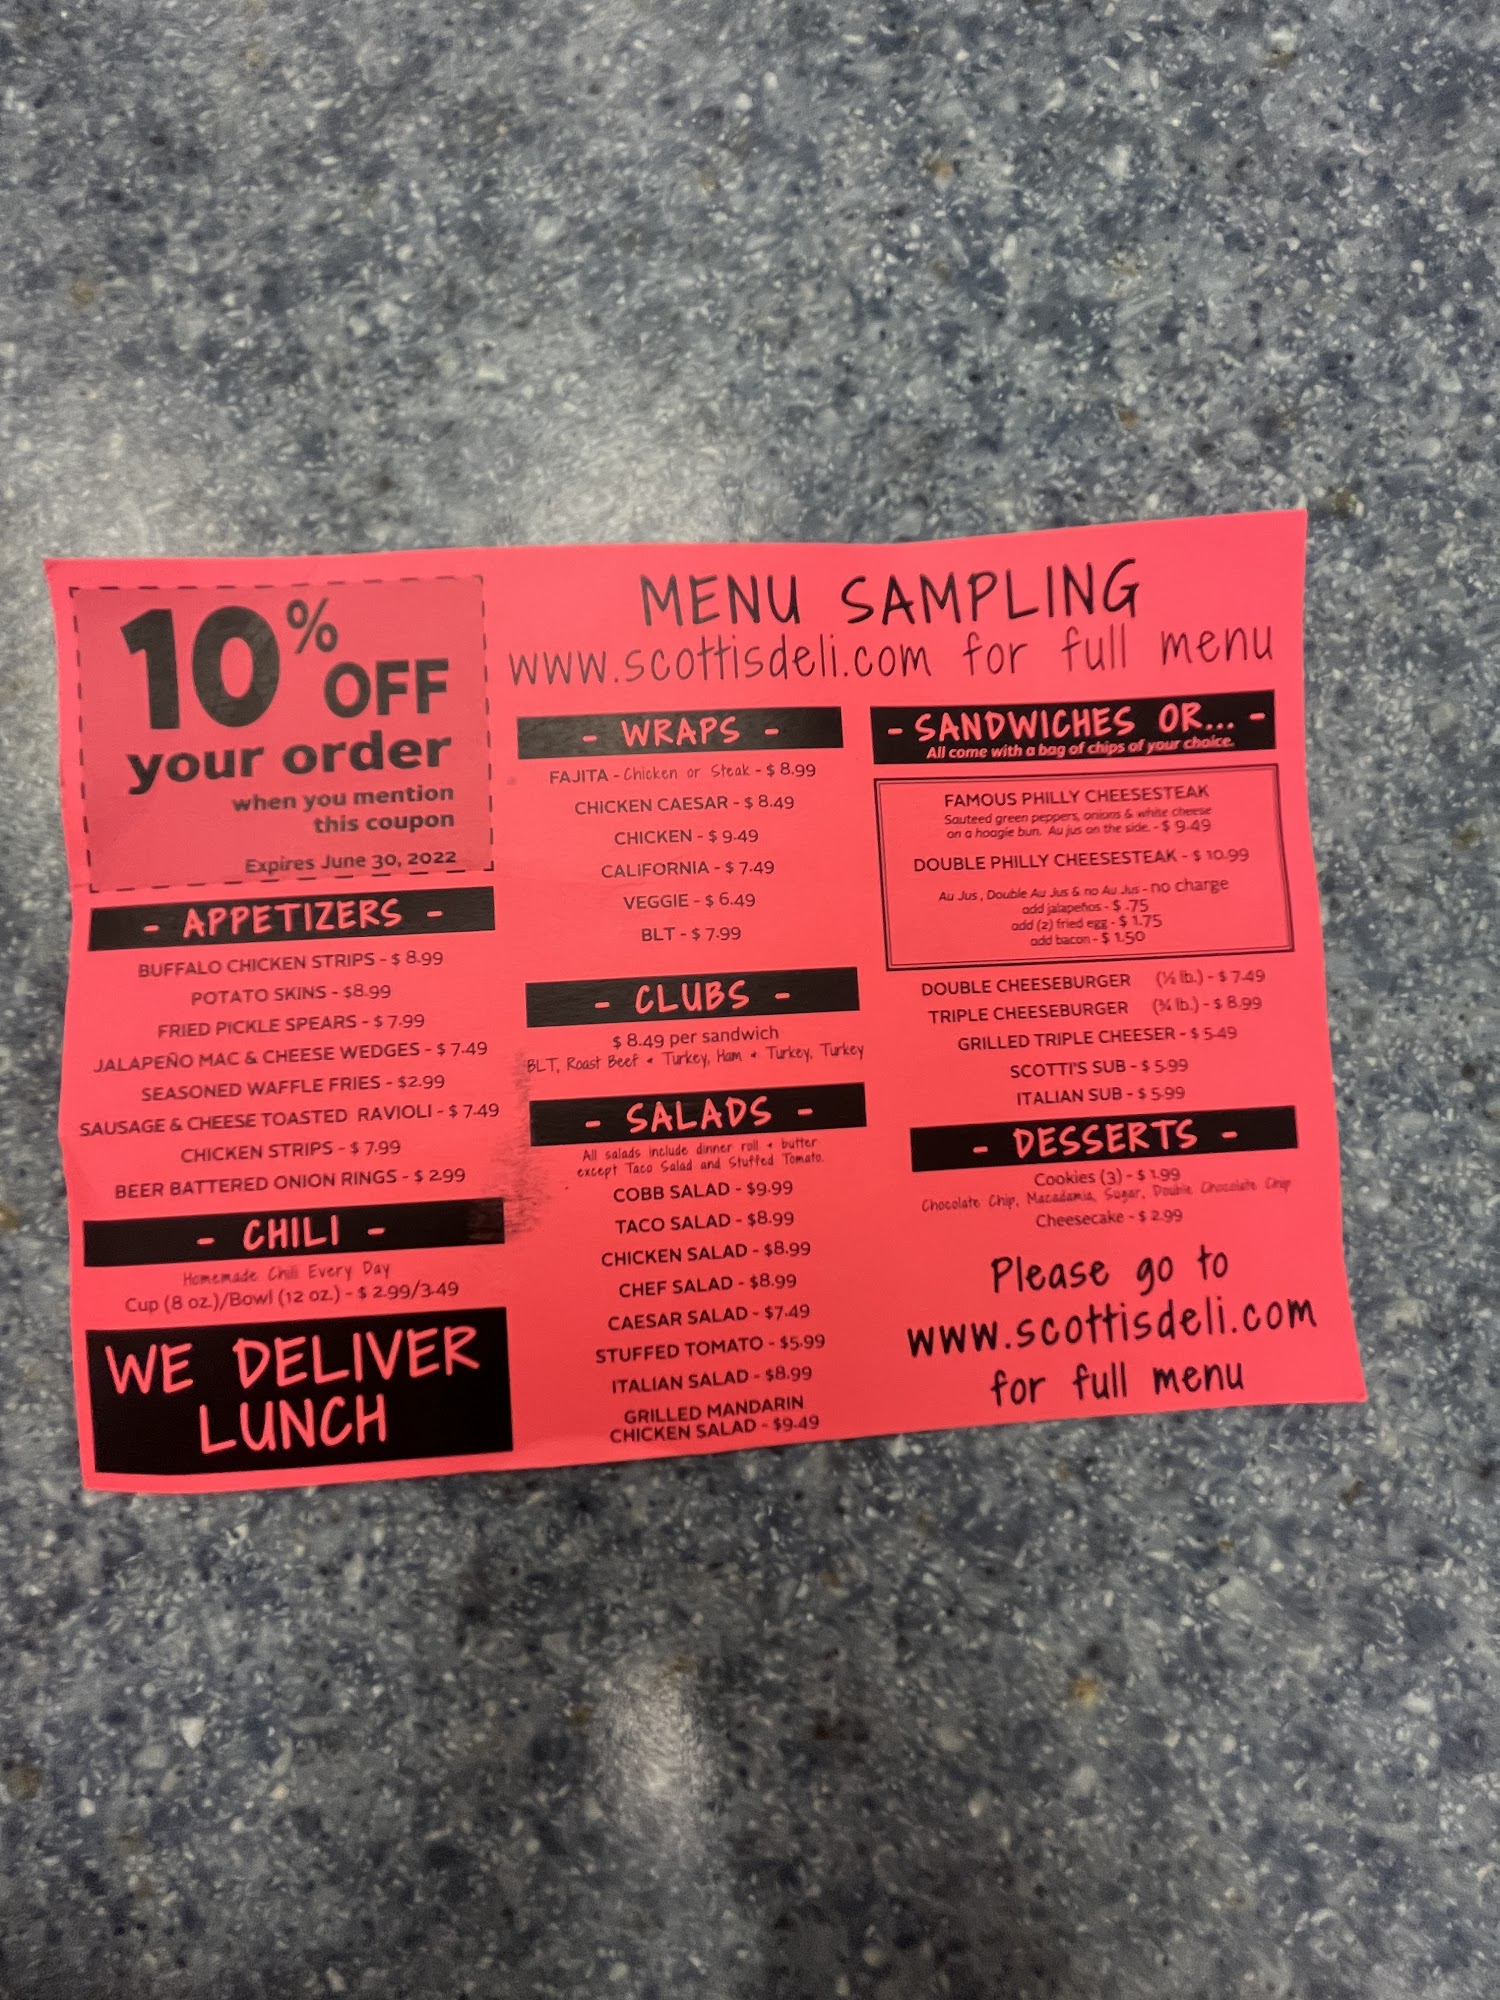 10% OFF
your order
when you mention
this coupon
Expires June 30, 2022
- APPETIZERS -
BUFFALO CHICKEN STRIPS - $ 8.99
POTATO SKINS - $8.99
FRIED PICKLE SPEARS - $ 7.99
JALAPEÑO MAC & CHEESE WEDGES - $ 7.49
SEASONED WAFFLE FRIES - $2.99
SAUSAGE & CHEESE TOASTED RAVIOLI - $ 7.49
CHICKEN STRIPS - $ 7.99
BEER BATTERED ONION RINGS - $ 2.99
- CHILI -
Homemade Chili Every Day
Cup (8 oz.)/Bowl (12 oz.) - $ 2.99/3.49
WE DELIVER
LUNCH
MENU SAMPLING
www.scottisdeli.com for full menu
- WRAPS -
FAJITA - Chicken or Steak - $ 8.99
CHICKEN CAESAR - $ 8.49
CHICKEN - $ 9.49
CALIFORNIA - $ 7.49
VEGGIE - $ 6.49
BLT - $ 7.99
- CLUBS -
$ 8.49 per sandwich
BLT, Roast Beef + Turkey, Ham + Turkey, Turkey
- SALADS -
All salads include dinner roll + butter
except Taco Salad and Stuffed Tomato.
COBB SALAD - $9.99
TACO SALAD - $8.99
CHICKEN SALAD - $8.99
CHEF SALAD - $8.99
CAESAR SALAD - $7.49
STUFFED TOMATO - $5.99
ITALIAN SALAD - $8.99
GRILLED MANDARIN
CHICKEN SALAD - $9.49
- SANDWICHES OR... -
All come with a bag of chips of your choice.
FAMOUS PHILLY CHEESESTEAK
Sauteed green peppers, onions & white cheese
on a hoagie bun. Au jus on the side. - $ 9.49
DOUBLE PHILLY CHEESESTEAK - $ 10.99
Au Jus, Double Au Jus & no Au Jus - no charge
add jalapeños - $ .75
add (2) fried egg - $ 1.75
add bacon - $ 1.50
DOUBLE CHEESEBURGER (½ lb.) - $ 7.49
TRIPLE CHEESEBURGER (¾ lb.) - $ 8.99
GRILLED TRIPLE CHEESER - $ 5.49
SCOTTI'S SUB - $ 5.99
ITALIAN SUB - $ 5.99
- DESSERTS -
Cookies (3) - $ 1.99
Chocolate Chip, Macadamia, Sugar, Double Chocolate Chip
Cheesecake - $ 2.99
Please go to
www.scottisdeli.com
for full menu